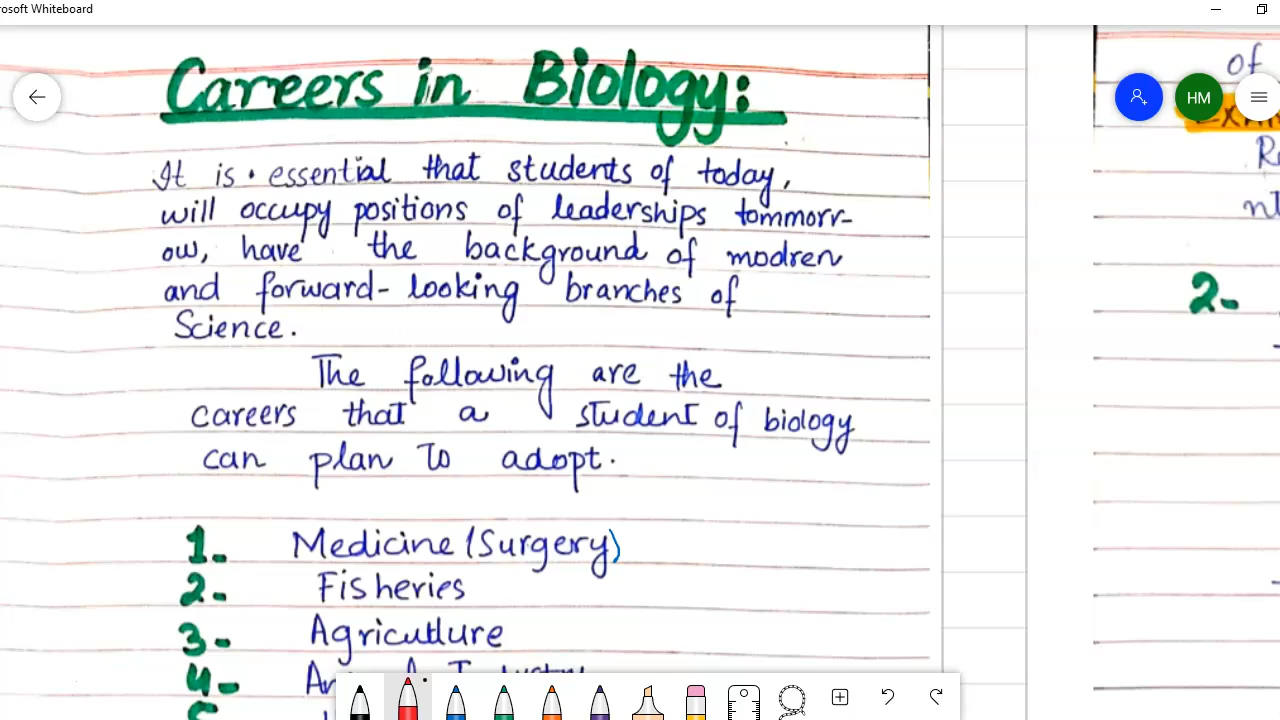 rosoft Whiteboard
Careers in Biology:
It is. essential that students of today,
will occupy positions of leaderships tommorr-
ow, have the background of modren
and forward-looking branches of
Science.
The following are the
careers that a student of biology
can plan to adopt.
1- Medicine (Surgery)
2- Fisheries
3- Agricutlure
4-
HM
of
2-